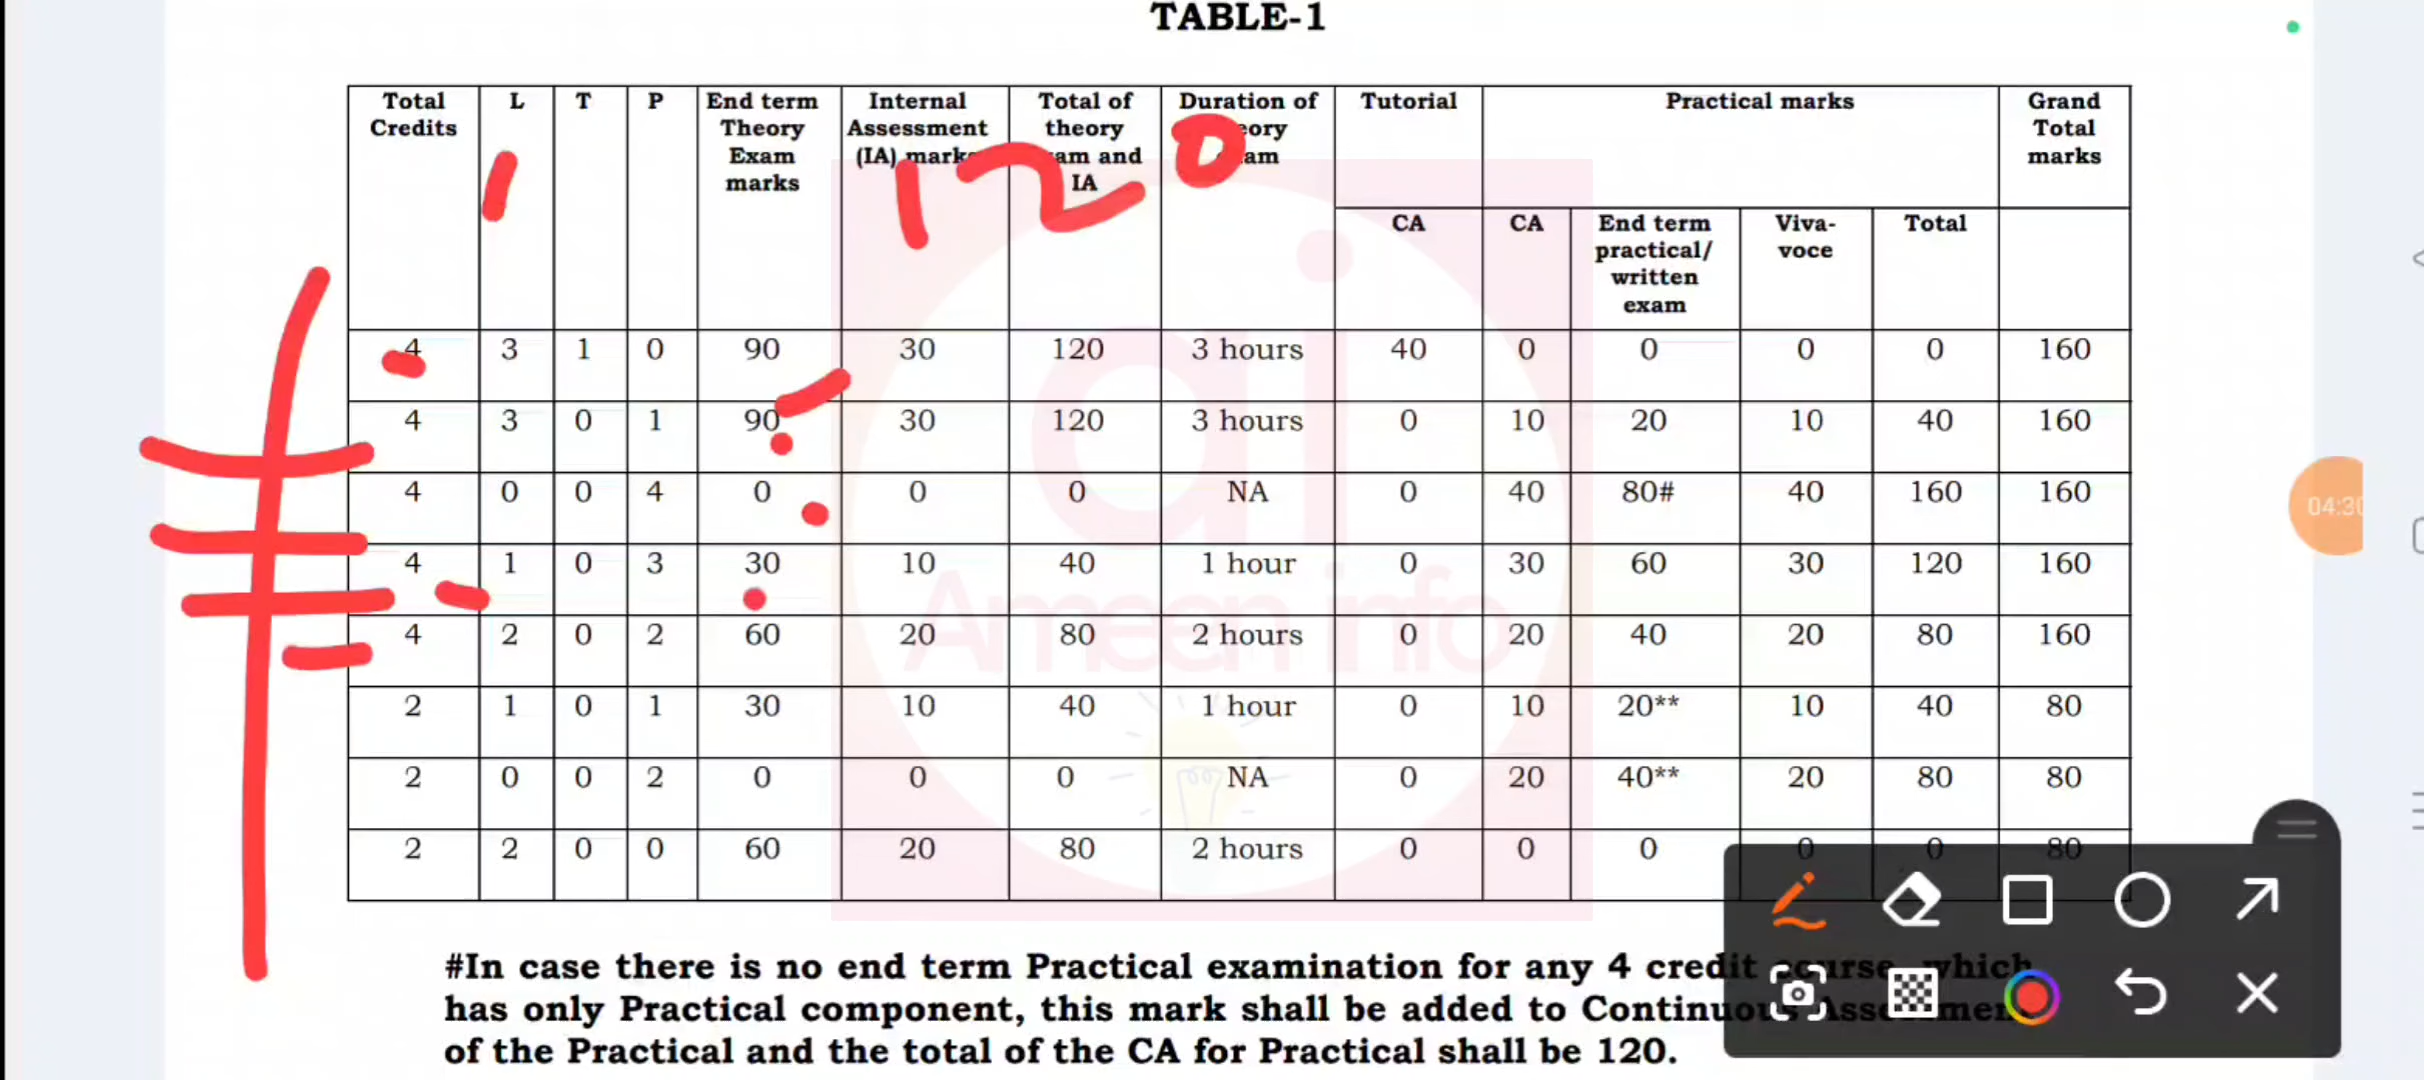 TABLE-1
Total Credits L T P End term Theory Exam marks Internal Assessment (IA) marks Total of theory and IA Duration of Tutorial Practical marks Grand Total marks
CA CA End term practical/ written exam Viva-voce Total
4 3 1 0 90 30 120 3 hours 40 0 0 0 0 160
4 3 0 1 90 30 120 3 hours 0 10 20 10 40 160
4 0 0 4 0 0 0 NA 0 40 80# 40 160 160
4 1 0 3 30 10 40 1 hour 0 30 60 30 120 160
4 2 0 2 60 20 80 2 hours 0 20 40 20 80 160
2 1 0 1 30 10 40 1 hour 0 10 20** 10 40 80
2 0 0 2 0 0 0 NA 0 20 40** 20 80 80
2 2 0 0 60 20 80 2 hours 0 0 0 0 0 80
#In case there is no end term Practical examination for any 4 credit course, which
has only Practical component, this mark shall be added to Continuous Assessment
of the Practical and the total of the CA for Practical shall be 120.
1 120
ai
Ameen info
04:30